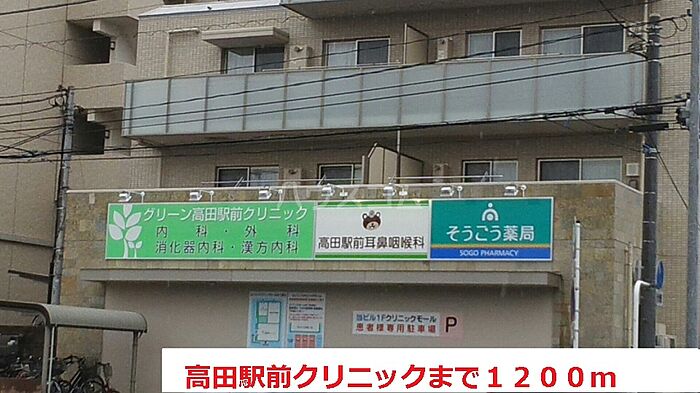 グリーン高田駅前クリニック
内科・外科
消化器内科・漢方内科
高田駅前耳鼻咽喉科
そうごう薬局
SOGO PHARMACY
当ビル1Fクリニックモール
患者様専用駐車場 P
高田駅前クリニックまで1200m